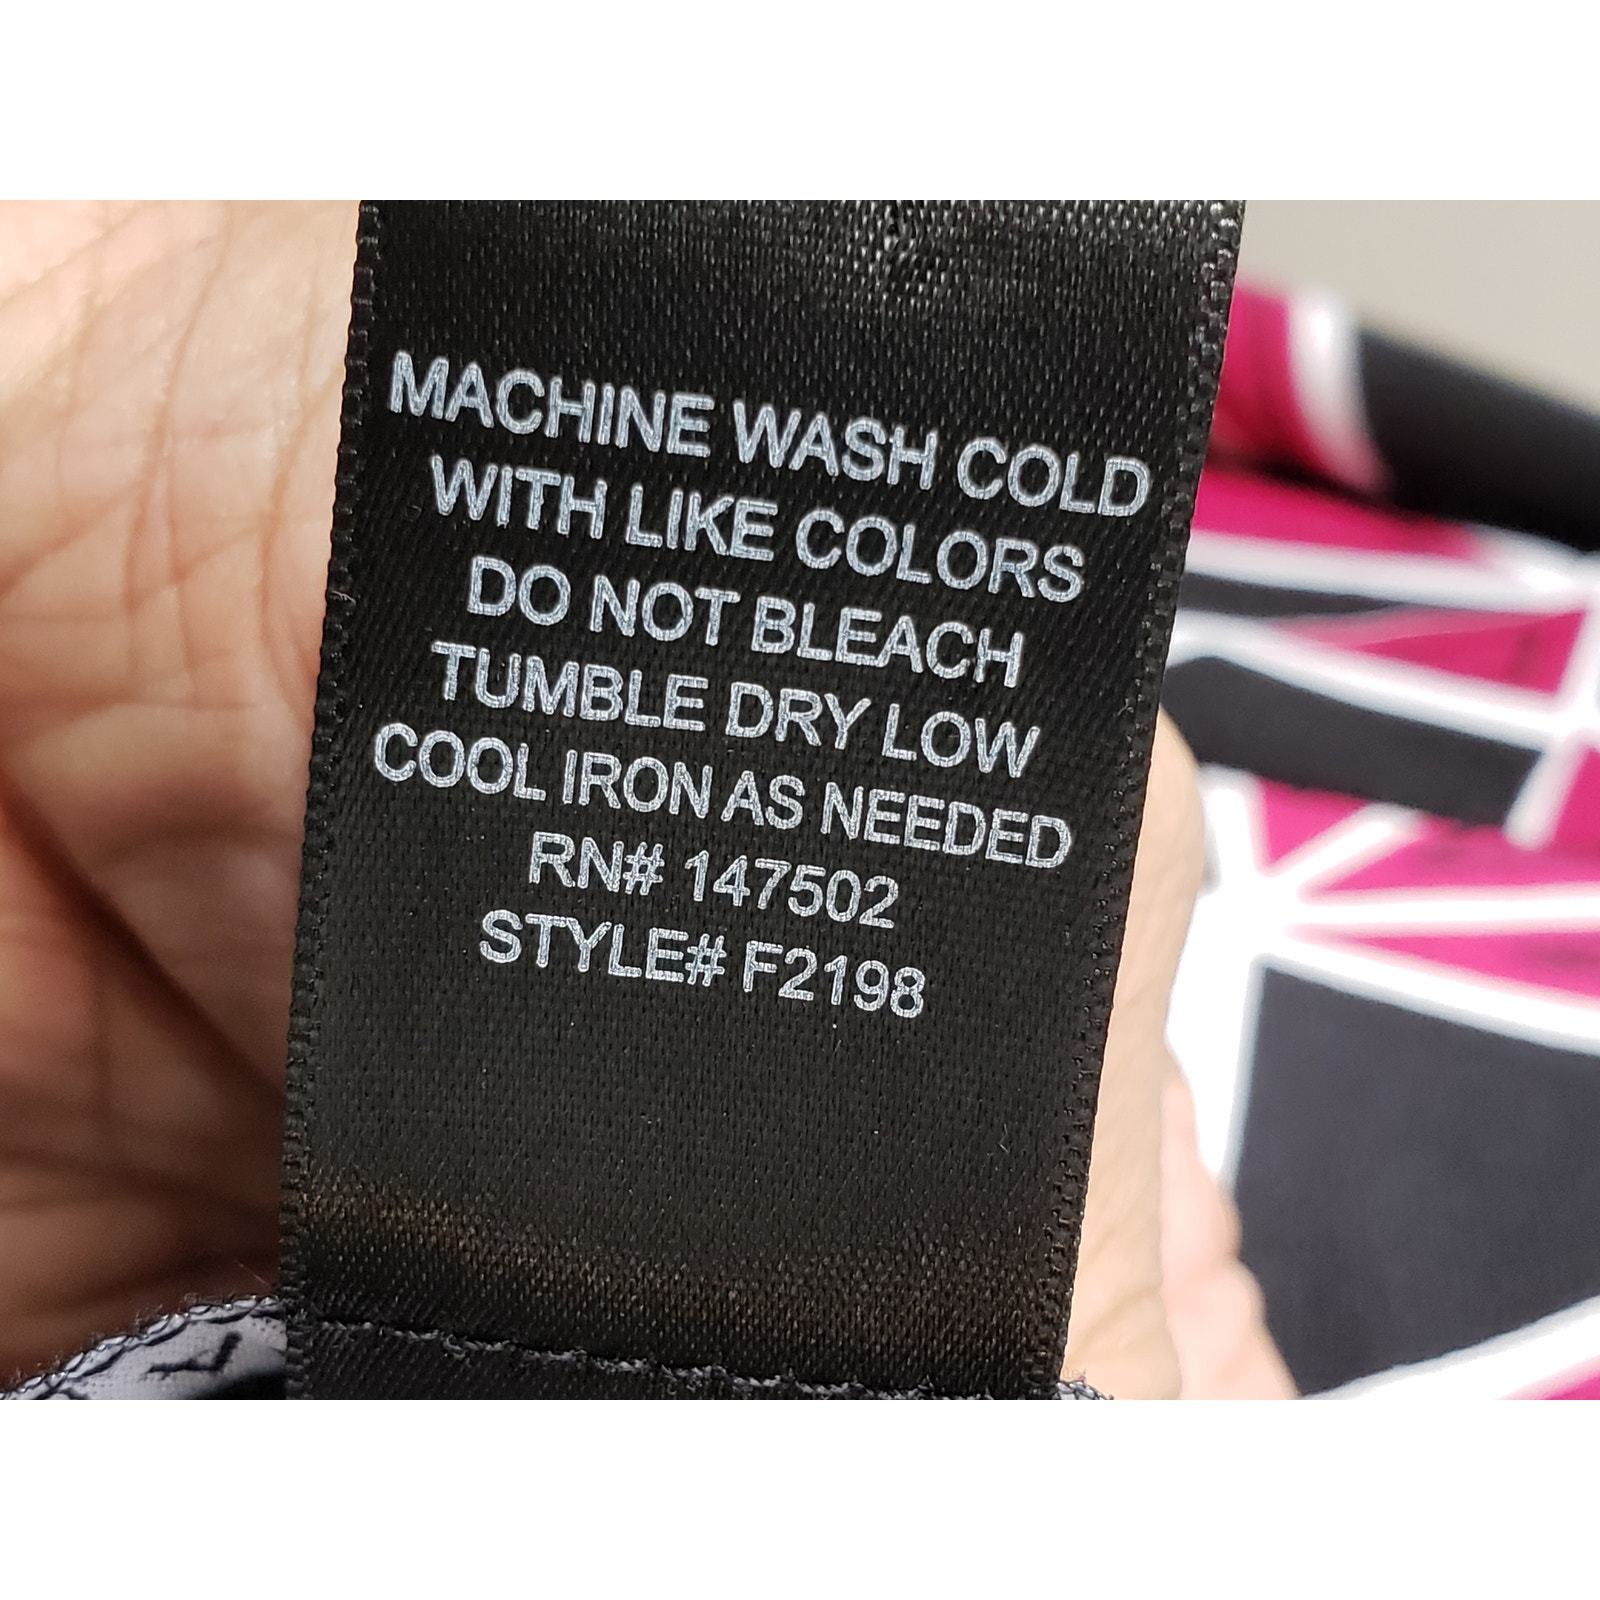 MACHINE WASH COLD
WITH LIKE COLORS
DO NOT BLEACH
TUMBLE DRY LOW
COOL IRON AS NEEDED
RN# 147502
STYLE# F2198